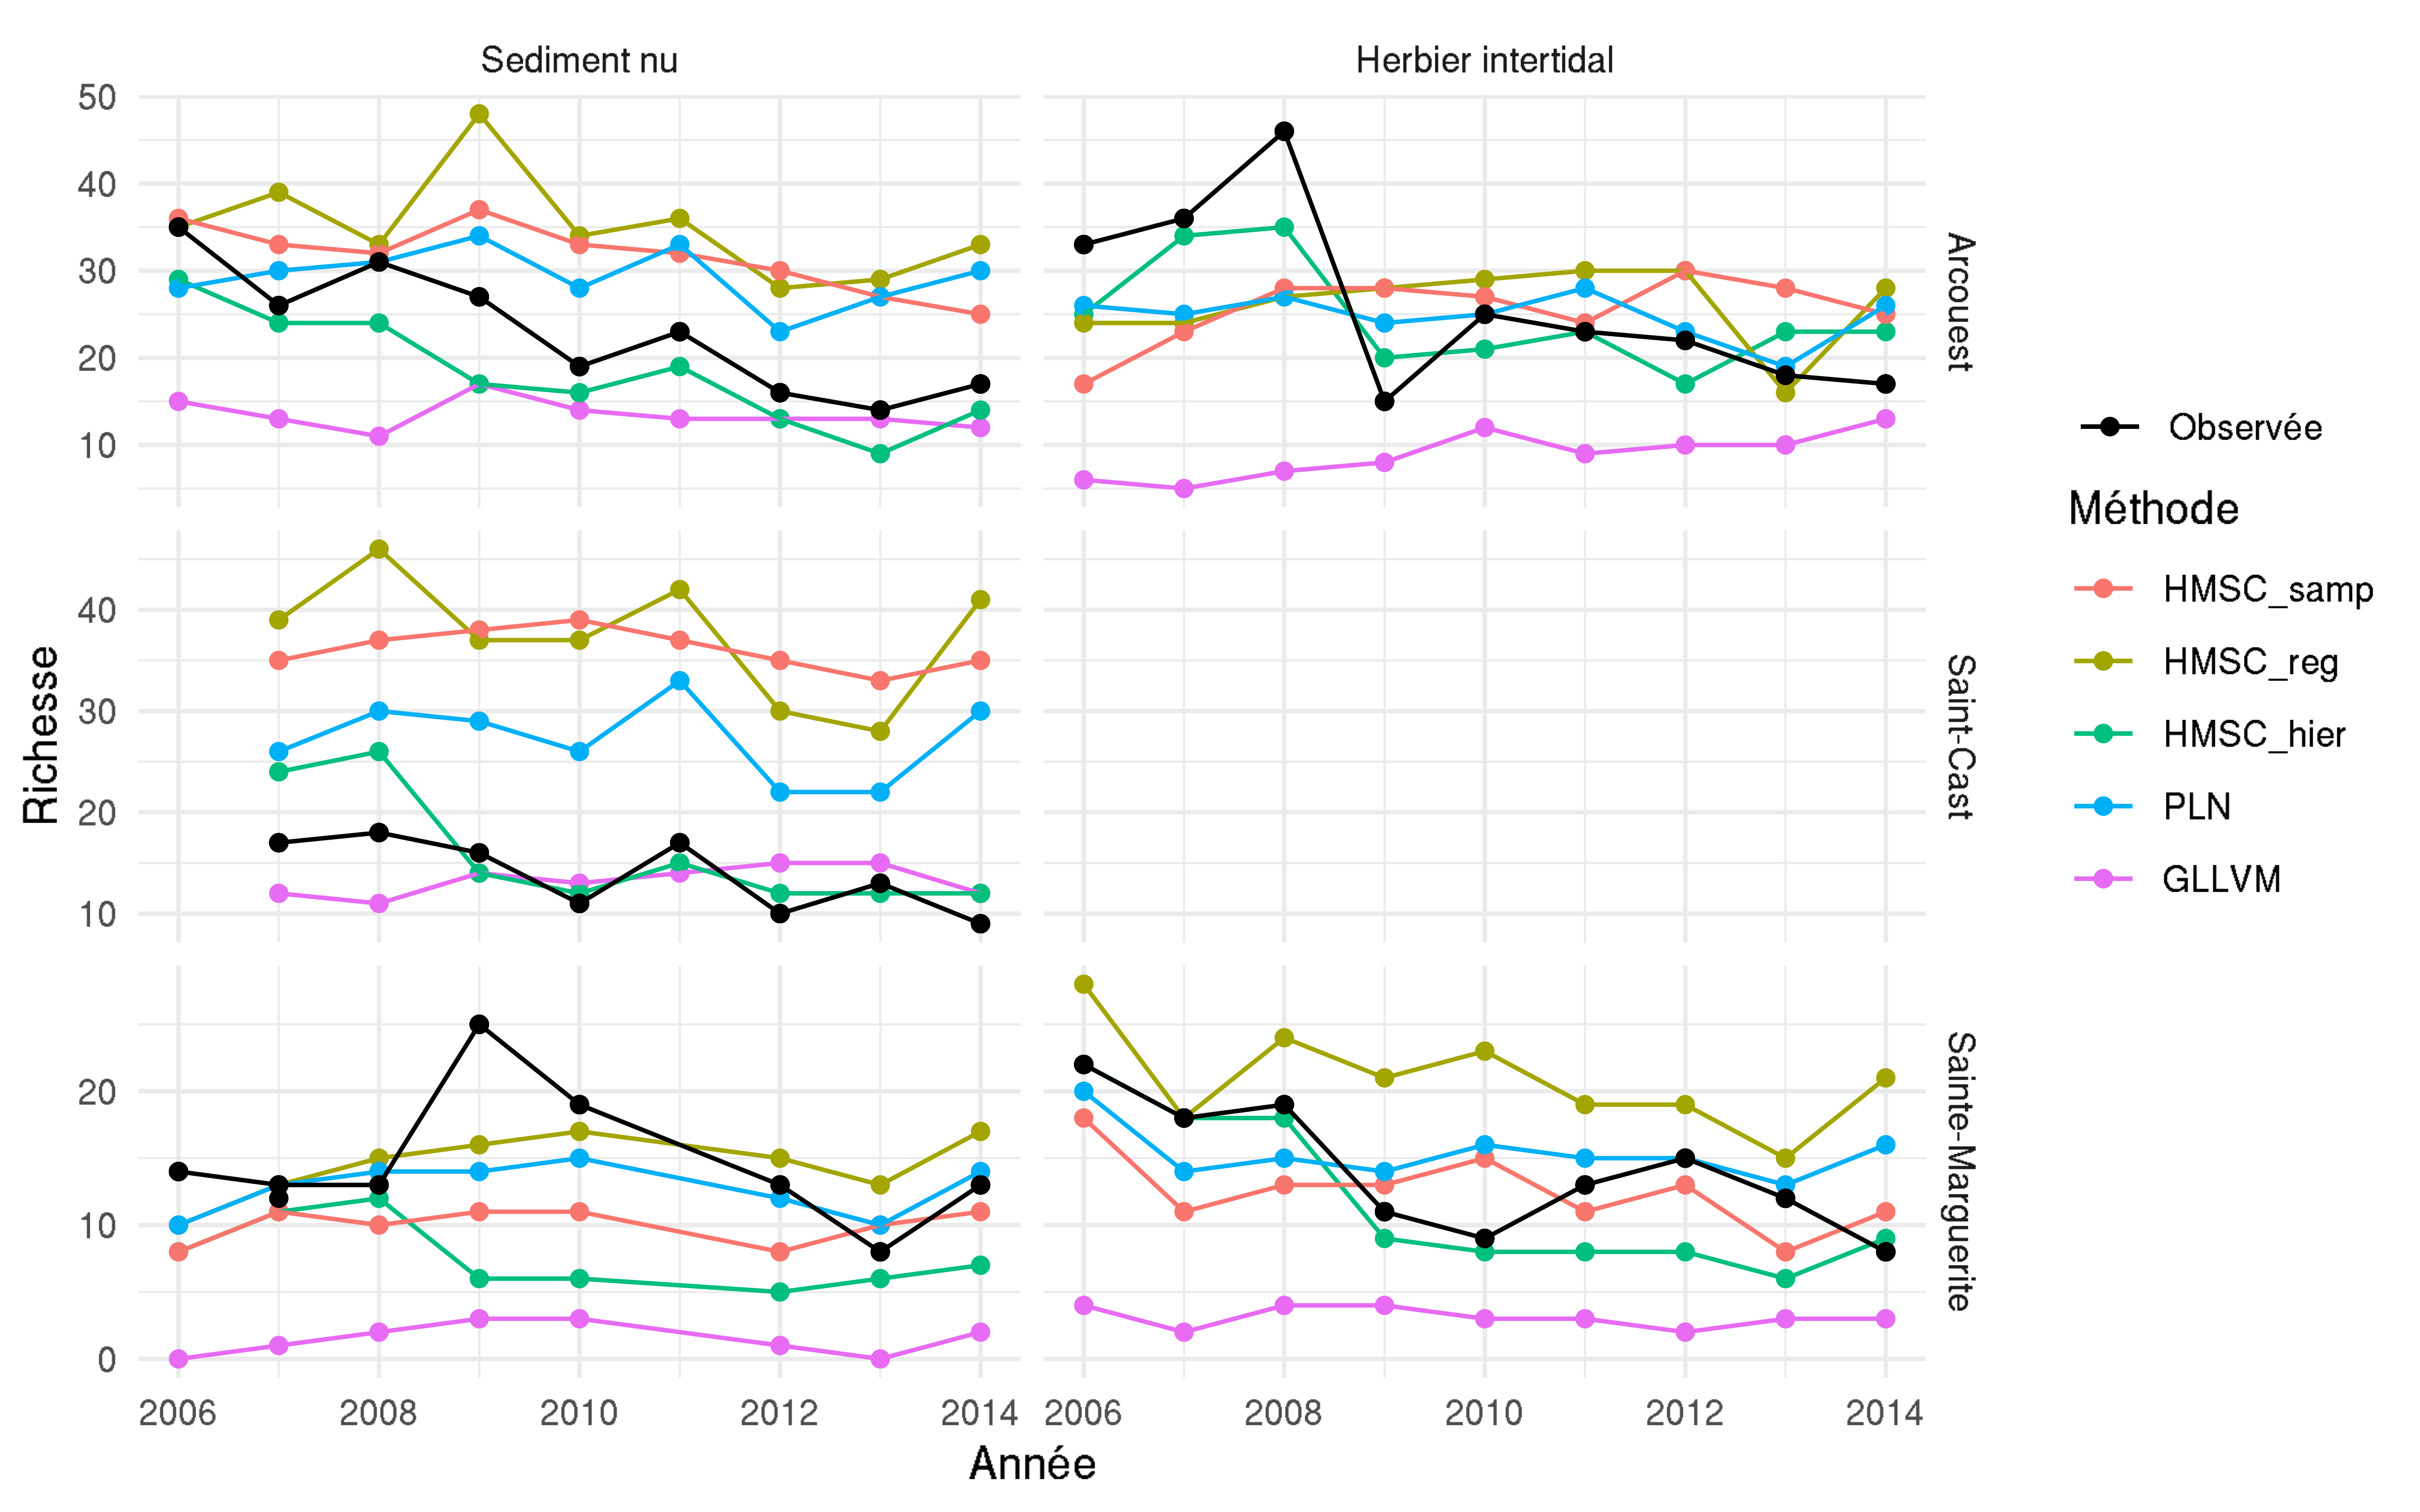 Sediment nu
Herbier intertidal
50
40
30
20
10
Arcouest
40
30
20
10
Saint-Cast
20
10
0
Sainte-Marguerite
2006 2008 2010 2012 2014
2006 2008 2010 2012 2014
Année
Richesse
Observée
Méthode
HMSC_samp
HMSC_reg
HMSC_hier
PLN
GLLVM